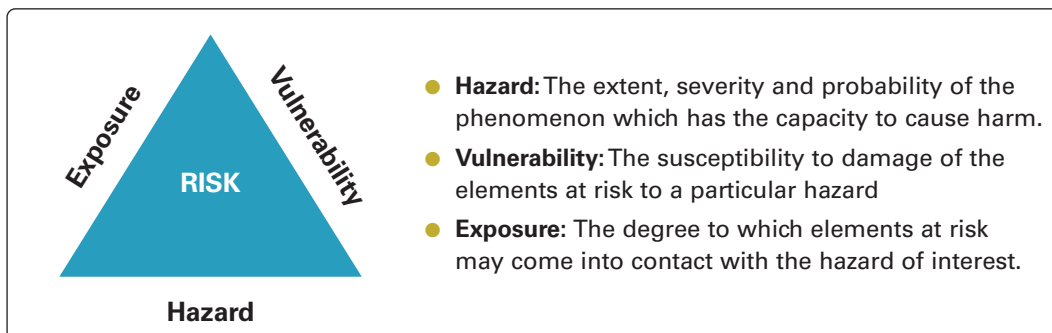 Exposure
Vulnerability
RISK
Hazard
● Hazard: The extent, severity and probability of the
phenomenon which has the capacity to cause harm.
● Vulnerability: The susceptibility to damage of the
elements at risk to a particular hazard
● Exposure: The degree to which elements at risk
may come into contact with the hazard of interest.